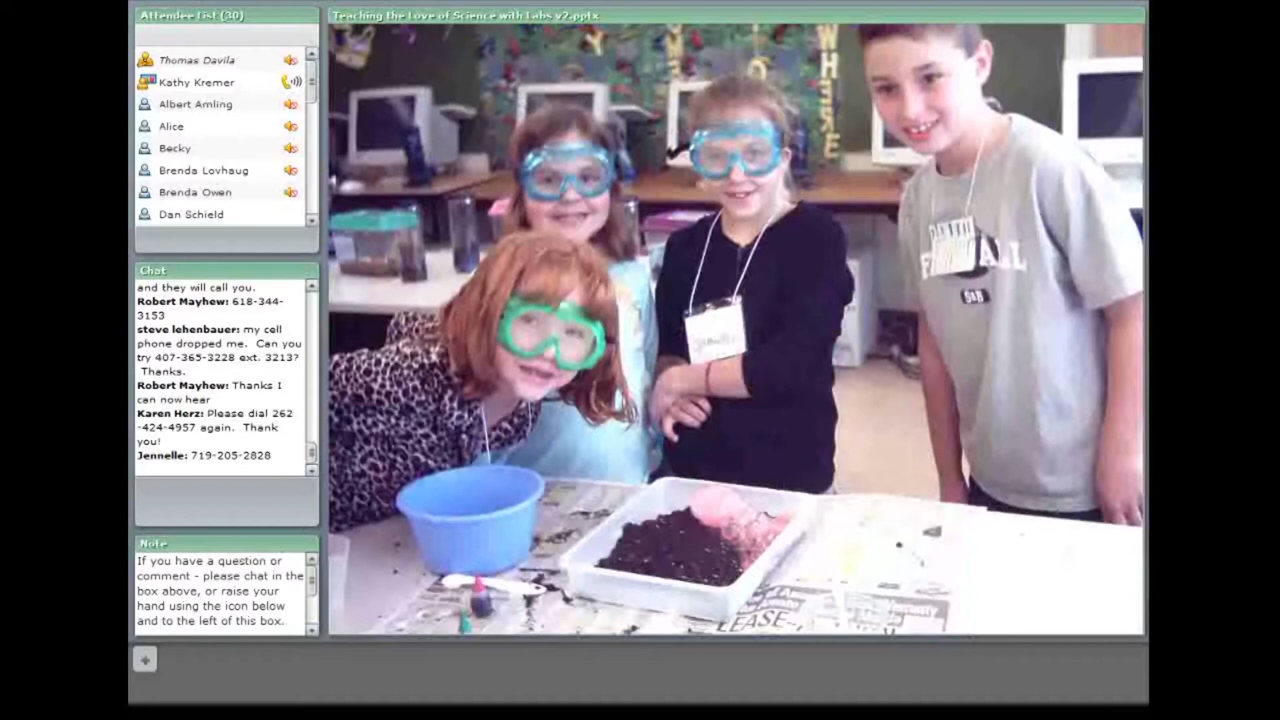 Attendee List (30)
Thomas Davila
Kathy Kremer
Albert Amling
Alice
Becky
Brenda Lovhaug
Brenda Owen
Dan Schield
Chat
and they will call you.
Robert Mayhew: 618-344-
3153
steve lehenbauer: my cell
phone dropped me. Can you
try 407-365-3228 ext. 3213?
Thanks.
Robert Mayhew: Thanks I
can now hear
Karen Herz: Please dial 262
-424-4957 again. Thank
you!
Jennelle: 719-205-2828
Note
If you have a question or
comment - please chat in the
box above, or raise your
hand using the icon below
and to the left of this box.
Teaching the Love of Science with Labs v2.pptx